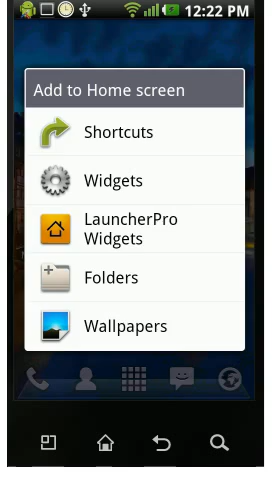 12:22 PM
Add to Home screen
Shortcuts
Widgets
LauncherPro
Widgets
Folders
Wallpapers